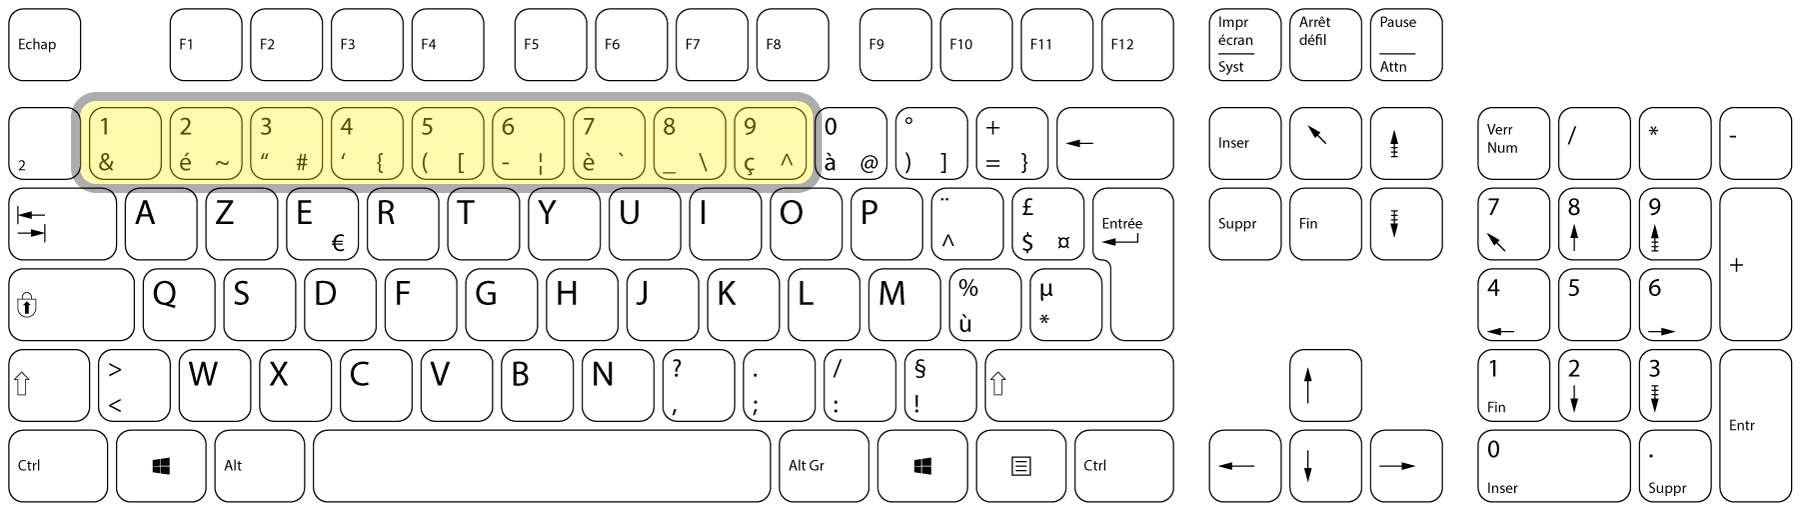 Echap F1 F2 F3 F4 F5 F6 F7 F8 F9 F10 F11 F12 Impr écran Syst Arrêt défil Pause Attn
1 2 3 4 5 6 7 8 9 0 ° + Inser Verr Num / * -
2 & é ~ “ # ‘ { ( [ - ¦ è ` _ \ ç ^ à @ ) ] = }
A Z E R T Y U I O P ¨ £ Entrée Suppr Fin 7 8 9 +
€ ^ $ ¤
Q S D F G H J K L M % µ 4 5 6
ù *
> W X C V B N ? . / § 1 2 3 Entr
< , ; : ! Fin
Ctrl Alt Alt Gr Ctrl 0 .
Inser Suppr